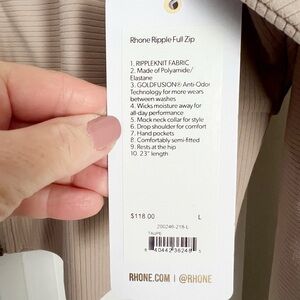 Rhone Ripple Full Zip
1. RIPPLEKNIT FABRIC
2. Made of Polyamide/
Elastane
3. GOLDFUSION® Anti-Odor
Technology for more wears
between washes
4. Wicks moisture away for
all-day performance
5. Mock neck collar for style
6. Drop shoulder for comfort
7. Hand pockets
8. Comfortably semi-fitted
9. Rests at the hip
10. 23" length
$118.00 L
200246-218-L
TAUPE
RHONE.COM | @RHONE